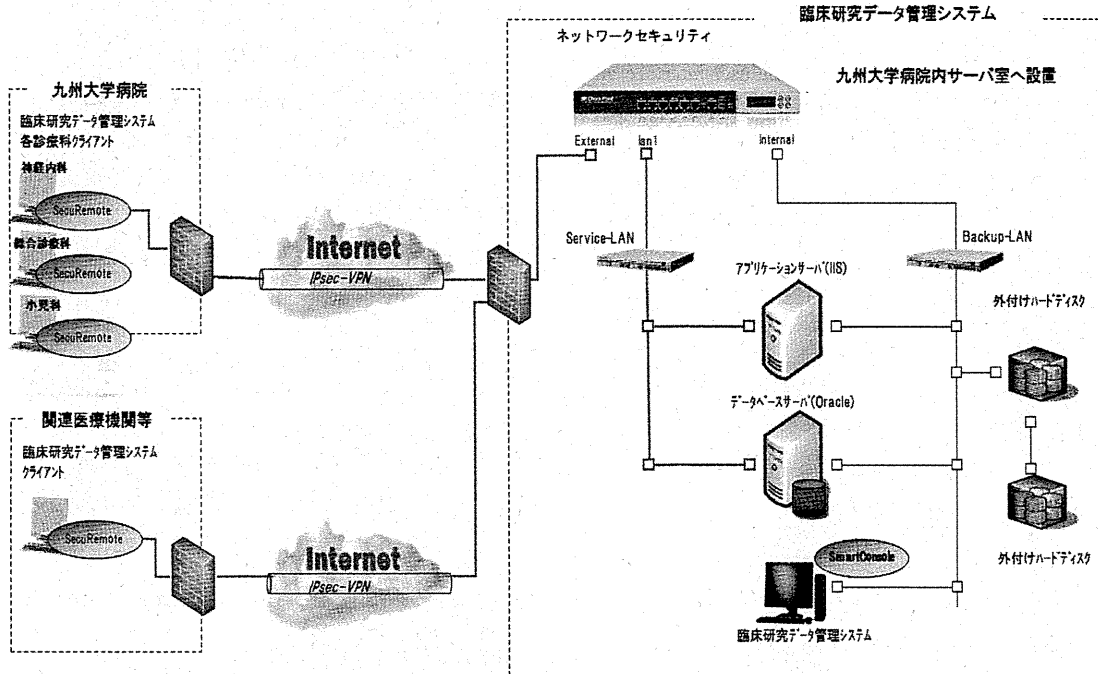 臨床研究データ管理システム
ネットワークセキュリティ
九州大学病院内サーバ室へ設置
九州大学病院
臨床研究データ管理システム
各診療科クライアント
神経内科
SecuRemote
総合診療科
SecuRemote
小児科
SecuRemote
Internet
IPsec-VPN
External
lan1
Internal
Service-LAN
Backup-LAN
アプリケーションサーバ(IIS)
外付けハードディスク
データベースサーバ(Oracle)
外付けハードディスク
SmartConsole
臨床研究データ管理システム
関連医療機関等
臨床研究データ管理システム
クライアント
SecuRemote
Internet
IPsec-VPN